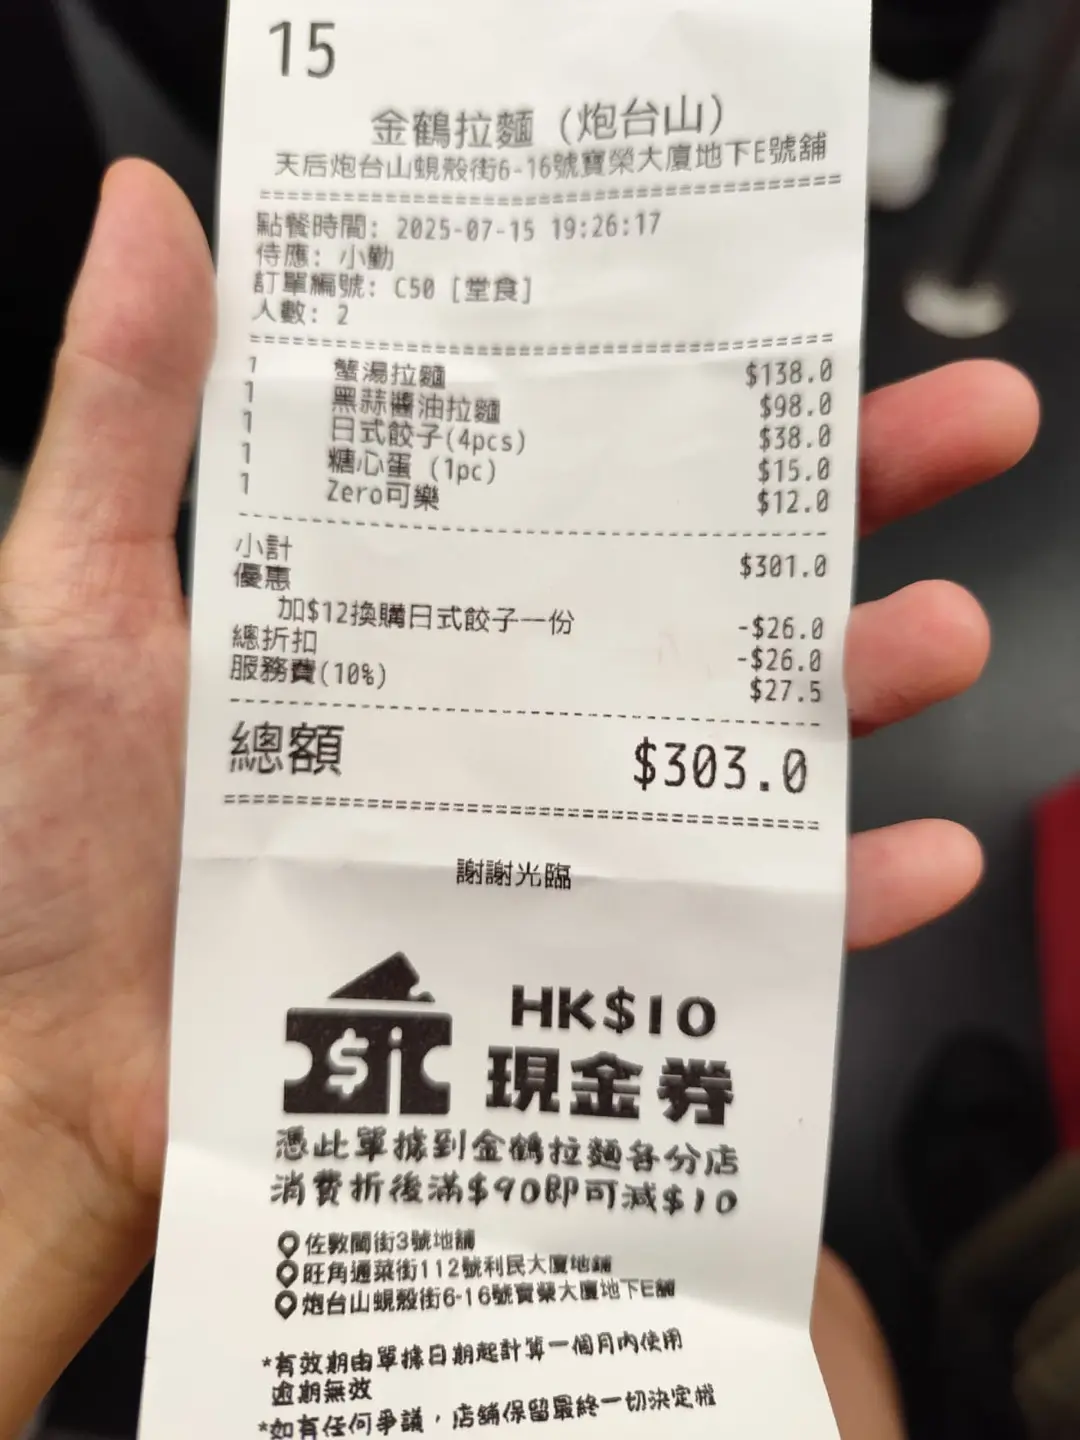 15
金鶴拉麵 (炮台山)
天后炮台山蜆殼街6-16號寶榮大廈地下E號舖
點餐時間: 2025-07-15 19:26:17
侍應: 小勤
訂單編號: C50 [堂食]
人數: 2
1 蟹湯拉麵 $138.0
1 黑蒜醬油拉麵 $98.0
1 日式餃子(4pcs) $38.0
1 糖心蛋 (1pc) $15.0
1 Zero可樂 $12.0
小計 $301.0
優惠
加$12換購日式餃子一份 -$26.0
總折扣 -$26.0
服務費(10%) $27.5
總額 $303.0
謝謝光臨
$
HK$10
現金券
憑此單據到金鶴拉麵各分店
消費折後滿$90即可減$10
佐敦閣街3號地舖
旺角通菜街112號利民大廈地鋪
炮台山蜆殼街6-16號寶榮大廈地下E舖
*有效期由單據日期起計算一個月內使用
逾期無效
*如有任何爭議，店舖保留最終一切決定權